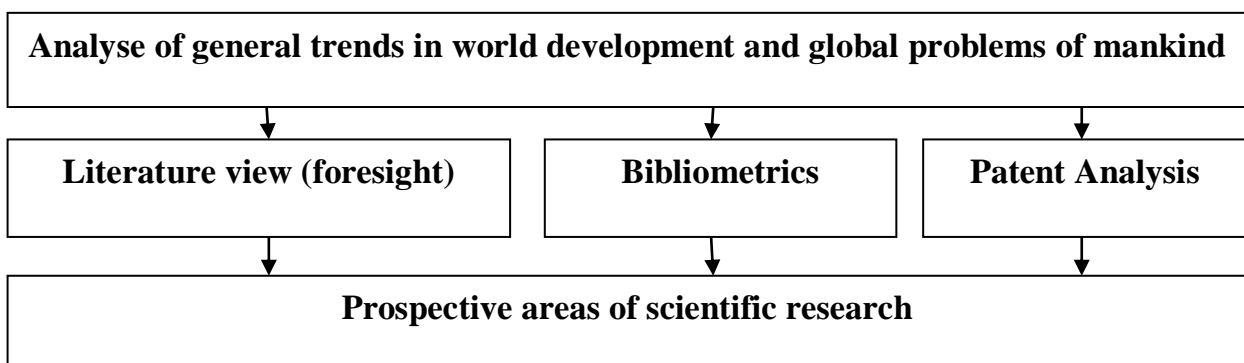 Analyse of general trends in world development and global problems of mankind
Literature view (foresight)
Bibliometrics
Patent Analysis
Prospective areas of scientific research